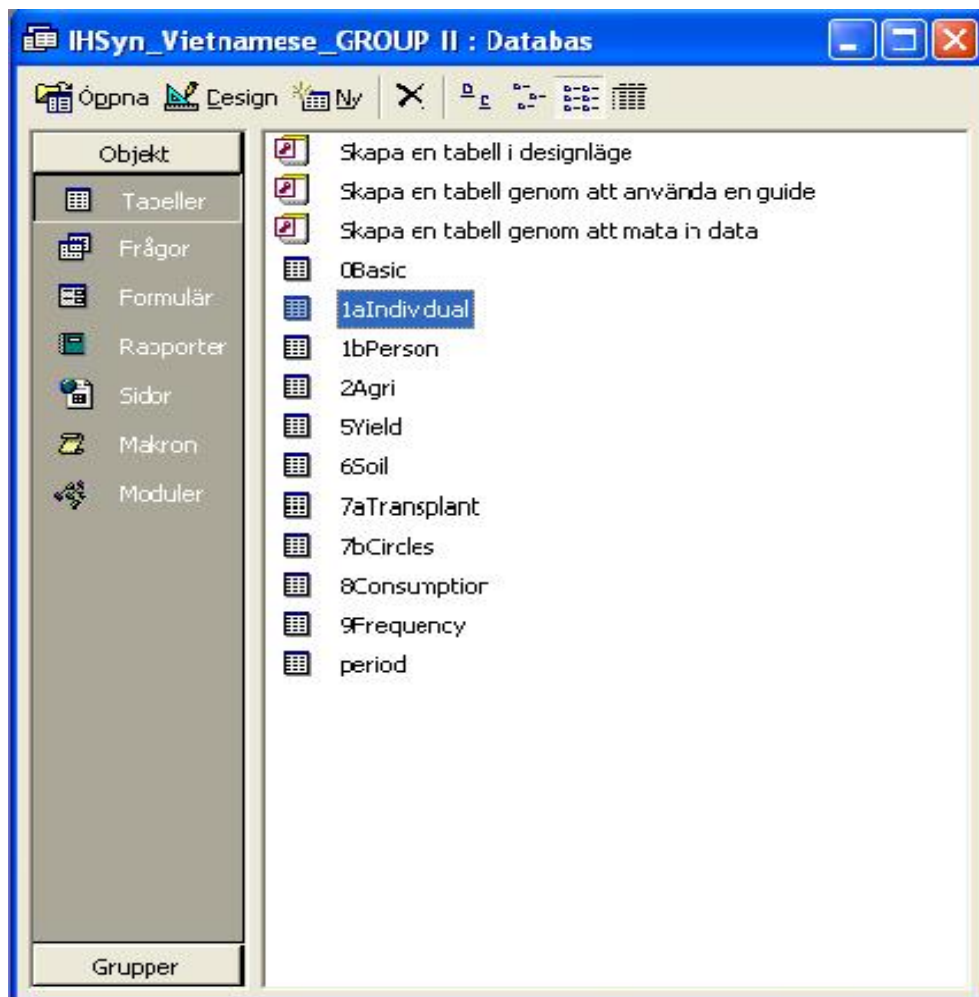 IHSyn_Vietnamese_GROUP II : Databas
Öppna Design Ny
Objekt
Tabeller
Frågor
Formulär
Rapporter
Sidor
Makron
Moduler
Grupper
Skapa en tabell i designläge
Skapa en tabell genom att använda en guide
Skapa en tabell genom att mata in data
0Basic
1aIndividual
1bPerson
2Agri
5Yield
6Soil
7aTransplant
7bCircles
8Consumption
9Frequency
period